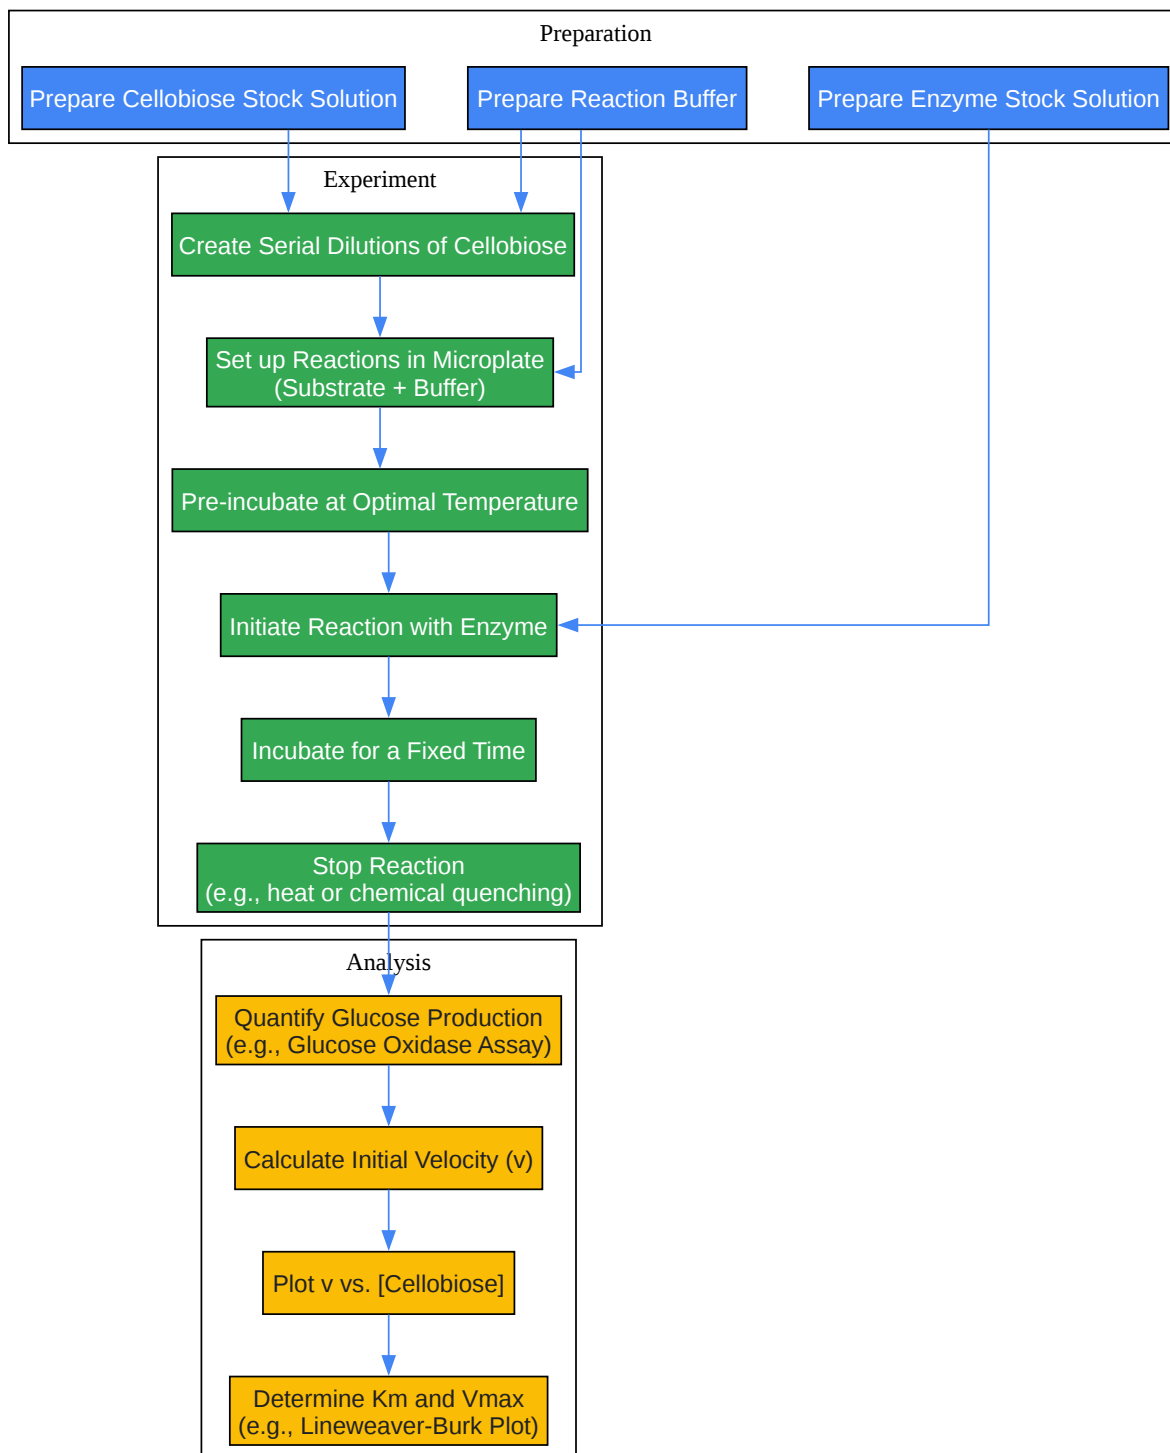 Preparation
Prepare Cellobiose Stock Solution
Prepare Reaction Buffer
Prepare Enzyme Stock Solution
Experiment
Create Serial Dilutions of Cellobiose
Set up Reactions in Microplate
(Substrate + Buffer)
Pre-incubate at Optimal Temperature
Initiate Reaction with Enzyme
Incubate for a Fixed Time
Stop Reaction
(e.g., heat or chemical quenching)
Analysis
Quantify Glucose Production
(e.g., Glucose Oxidase Assay)
Calculate Initial Velocity (v)
Plot v vs. [Cellobiose]
Determine Km and Vmax
(e.g., Lineweaver-Burk Plot)